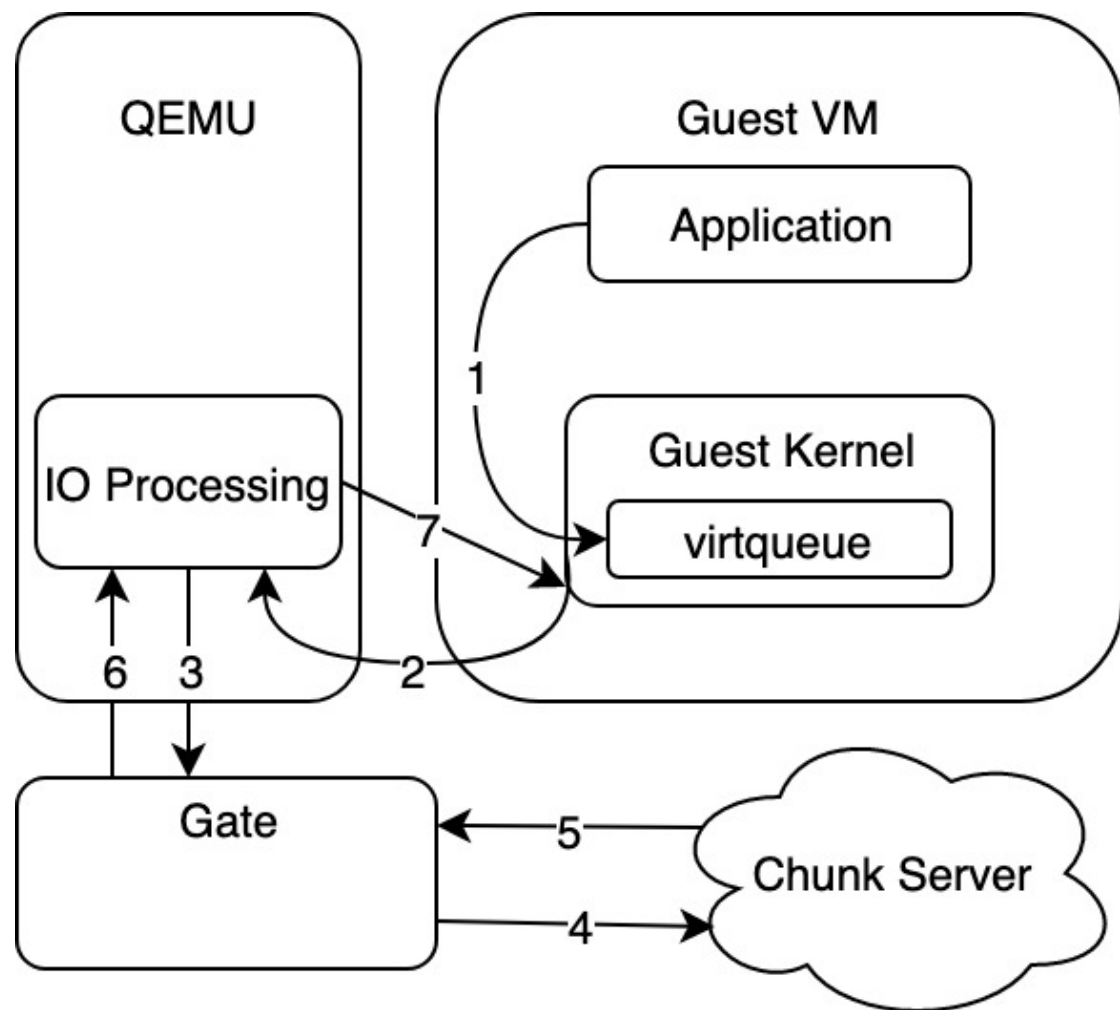 QEMU
Guest VM
Application
1
Guest Kernel
IO Processing
7
virtqueue
6
3
2
Gate
5
Chunk Server
4